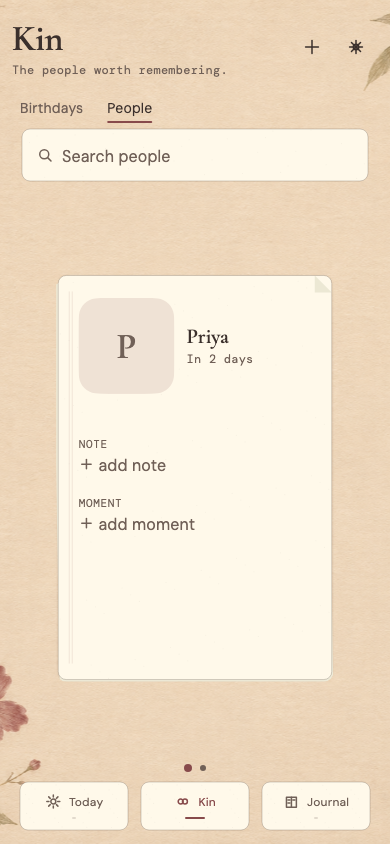 Kin
The people worth remembering.
Birthdays People
Search people
P
Priya
In 2 days
NOTE
+ add note
MOMENT
+ add moment
Today Kin Journal